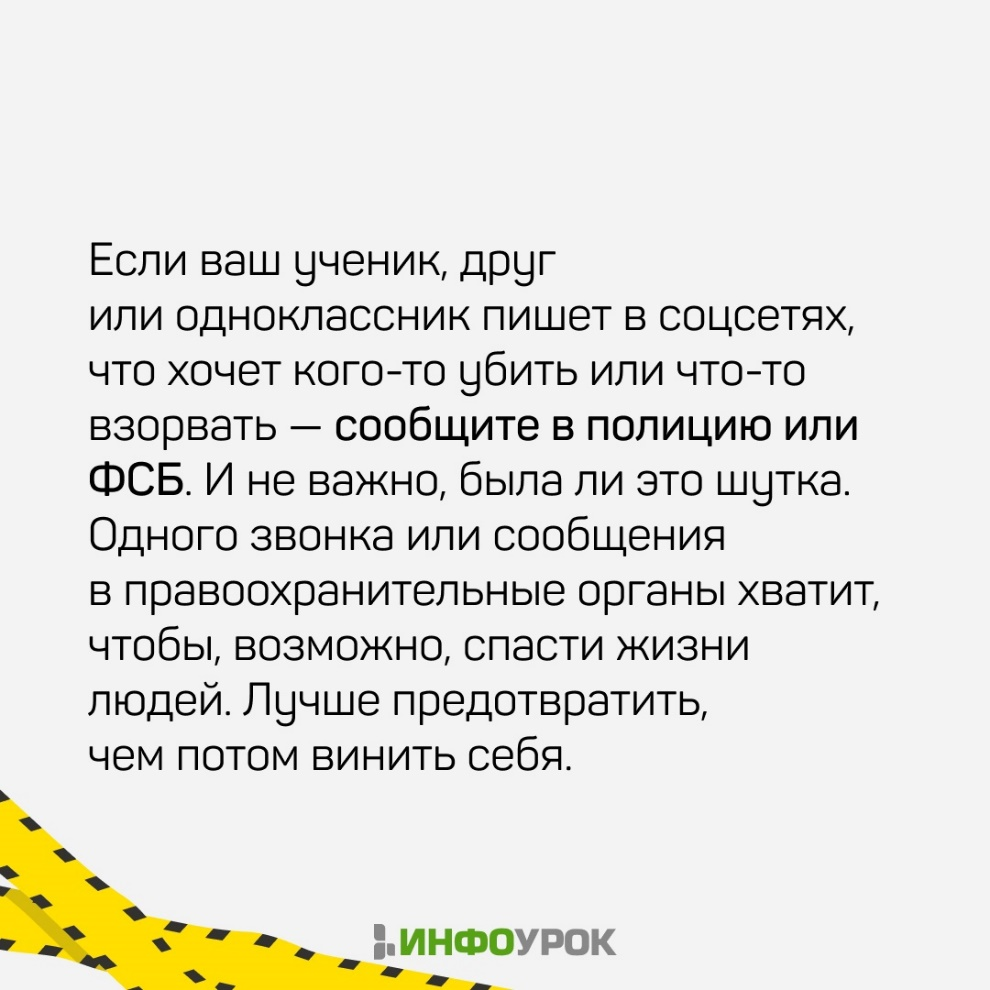 Если ваш ученик, друг
или одноклассник пишет в соцсетях,
что хочет кого-то убить или что-то
взорвать — сообщите в полицию или
ФСБ. И не важно, была ли это шутка.
Одного звонка или сообщения
в правоохранительные органы хватит,
чтобы, возможно, спасти жизни
людей. Лучше предотвратить,
чем потом винить себя.
ИНФОУРОК